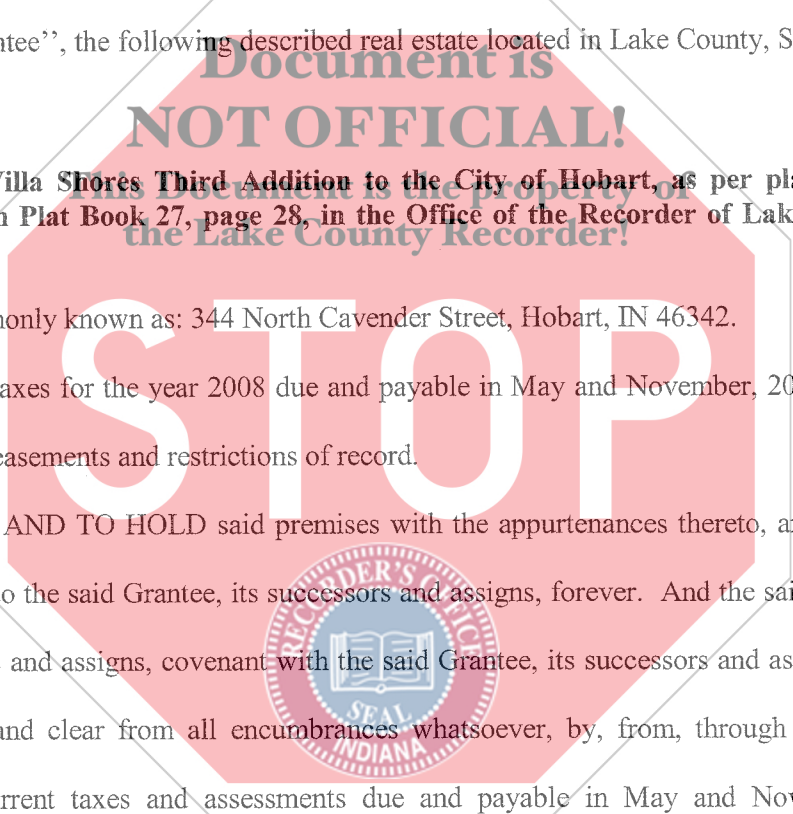 ntee”, the following described real estate located in Lake County, S
Document is
NOT OFFICIAL!
Villa Shores Third Addition to the City of Hobart, as per pla
This Document is the property of
n Plat Book 27, page 28, in the Office of the Recorder of Lak
the Lake County Recorder!
monly known as: 344 North Cavender Street, Hobart, IN 46342.
STOP
axes for the year 2008 due and payable in May and November, 20
easements and restrictions of record.
AND TO HOLD said premises with the appurtenances thereto, a
o the said Grantee, its successors and assigns, forever. And the sai
RECORDER'S OFFICE
and assigns, covenant with the said Grantee, its successors and as
SEAL
and clear from all encumbrances whatsoever, by, from, through
INDIANA
rrent taxes and assessments due and payable in May and Nov